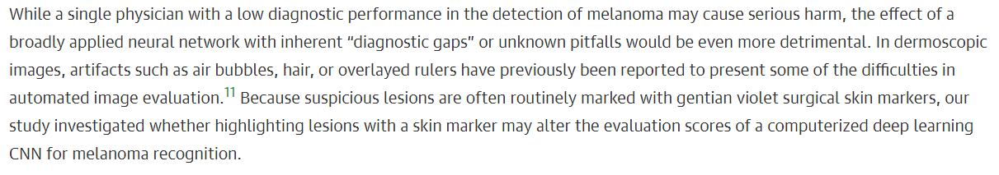 While a single physician with a low diagnostic performance in the detection of melanoma may cause serious harm, the effect of a
broadly applied neural network with inherent “diagnostic gaps” or unknown pitfalls would be even more detrimental. In dermoscopic
images, artifacts such as air bubbles, hair, or overlayed rulers have previously been reported to present some of the difficulties in
automated image evaluation.11 Because suspicious lesions are often routinely marked with gentian violet surgical skin markers, our
study investigated whether highlighting lesions with a skin marker may alter the evaluation scores of a computerized deep learning
CNN for melanoma recognition.